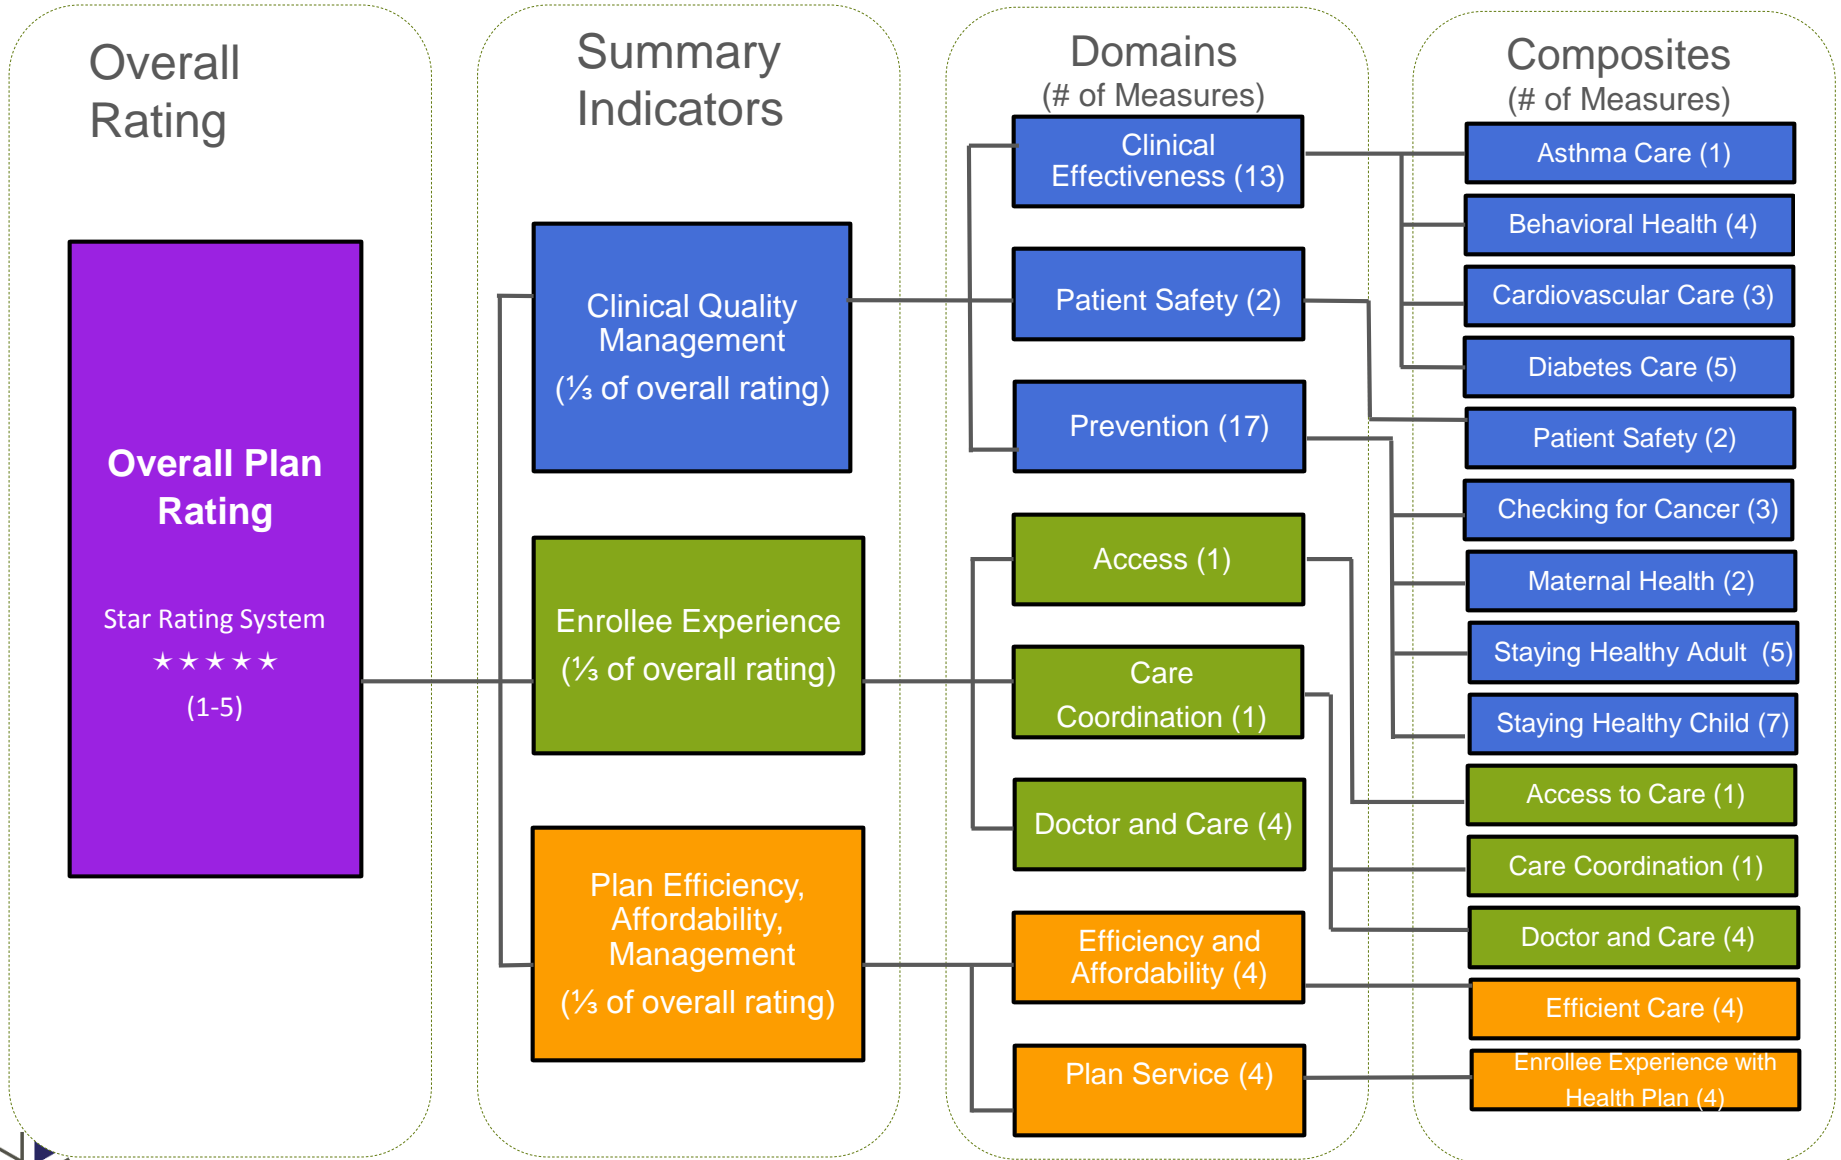 Overall
Rating
Overall Plan
Rating
Star Rating System
★★★★★
(1-5)
Summary
Indicators
Clinical Quality
Management
(⅓ of overall rating)
Enrollee Experience
(⅓ of overall rating)
Plan Efficiency,
Affordability,
Management
(⅓ of overall rating)
Domains
(# of Measures)
Clinical
Effectiveness (13)
Patient Safety (2)
Prevention (17)
Access (1)
Care
Coordination (1)
Doctor and Care (4)
Efficiency and
Affordability (4)
Plan Service (4)
Composites
(# of Measures)
Asthma Care (1)
Behavioral Health (4)
Cardiovascular Care (3)
Diabetes Care (5)
Patient Safety (2)
Checking for Cancer (3)
Maternal Health (2)
Staying Healthy Adult (5)
Staying Healthy Child (7)
Access to Care (1)
Care Coordination (1)
Doctor and Care (4)
Efficient Care (4)
Enrollee Experience with
Health Plan (4)